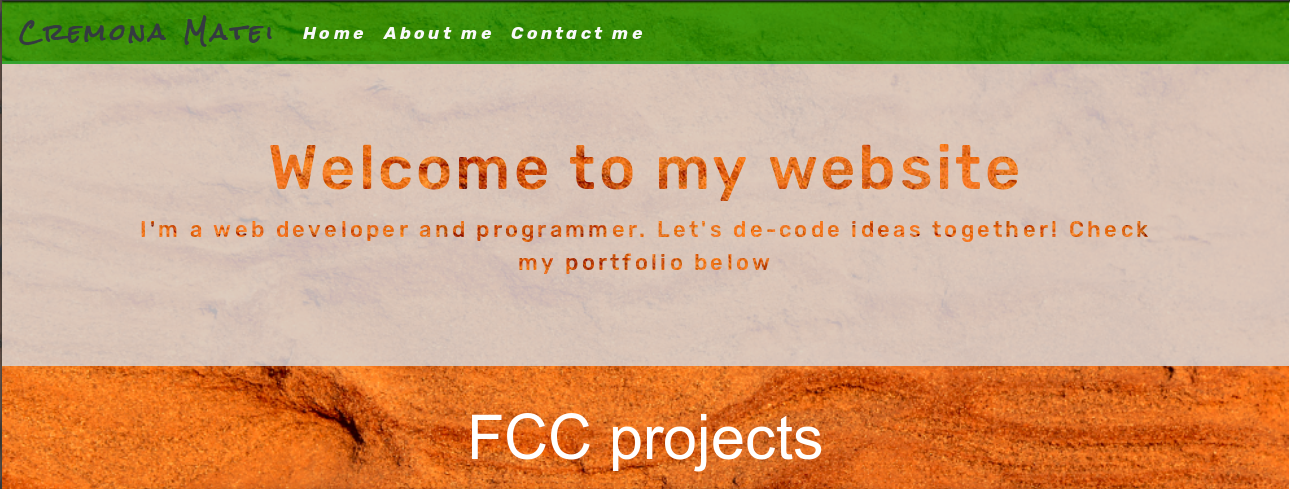 Cremona Matei Home About me Contact me
Welcome to my website
I'm a web developer and programmer. Let's de-code ideas together! Check
my portfolio below
FCC projects